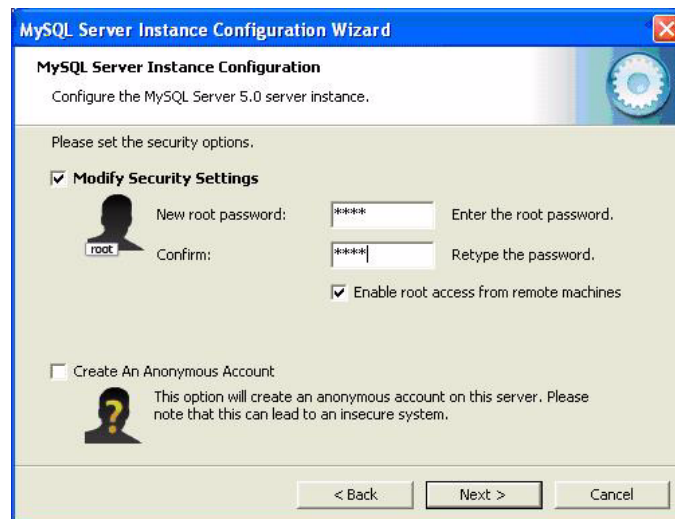 MySQL Server Instance Configuration Wizard
MySQL Server Instance Configuration
Configure the MySQL Server 5.0 server instance.
Please set the security options.
Modify Security Settings
root
New root password:
****
Enter the root password.
Confirm:
****
Retype the password.
Enable root access from remote machines
Create An Anonymous Account
This option will create an anonymous account on this server. Please
note that this can lead to an insecure system.
< Back
Next >
Cancel